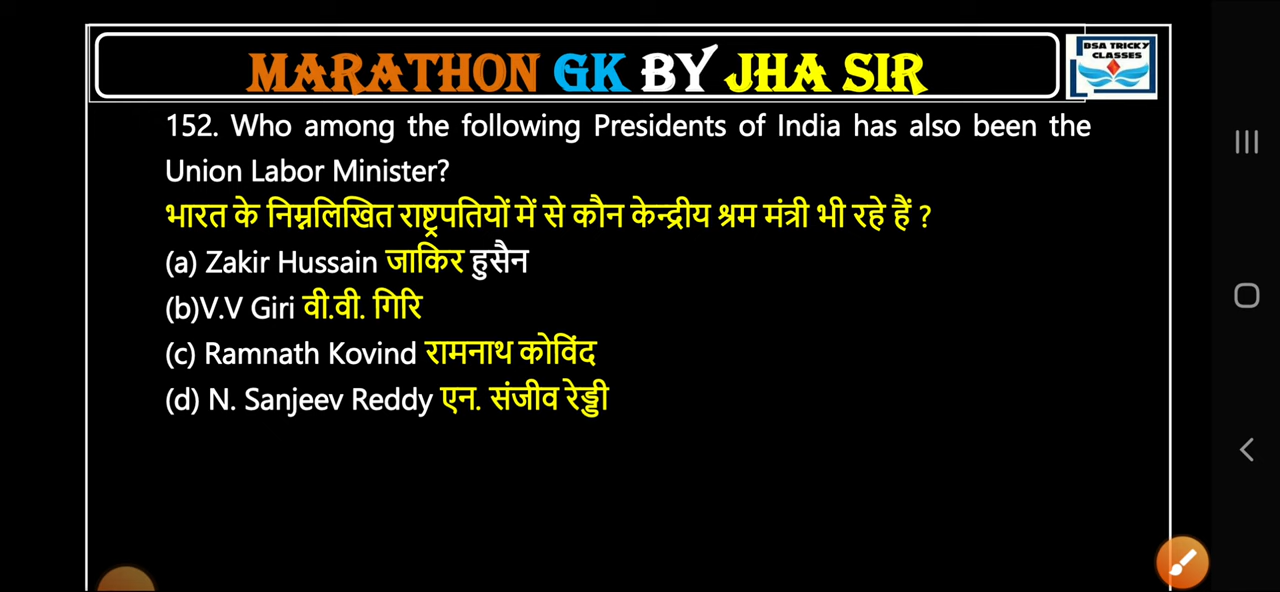 MARATHON GK BY JHA SIR
BSA TRICKY
CLASSES
152. Who among the following Presidents of India has also been the
Union Labor Minister?
भारत के निम्नलिखित राष्ट्रपतियों में से कौन केन्द्रीय श्रम मंत्री भी रहे हैं ?
(a) Zakir Hussain जाकिर हुसैन
(b)V.V Giri वी.वी. गिरि
(c) Ramnath Kovind रामनाथ कोविंद
(d) N. Sanjeev Reddy एन. संजीव रेड्डी